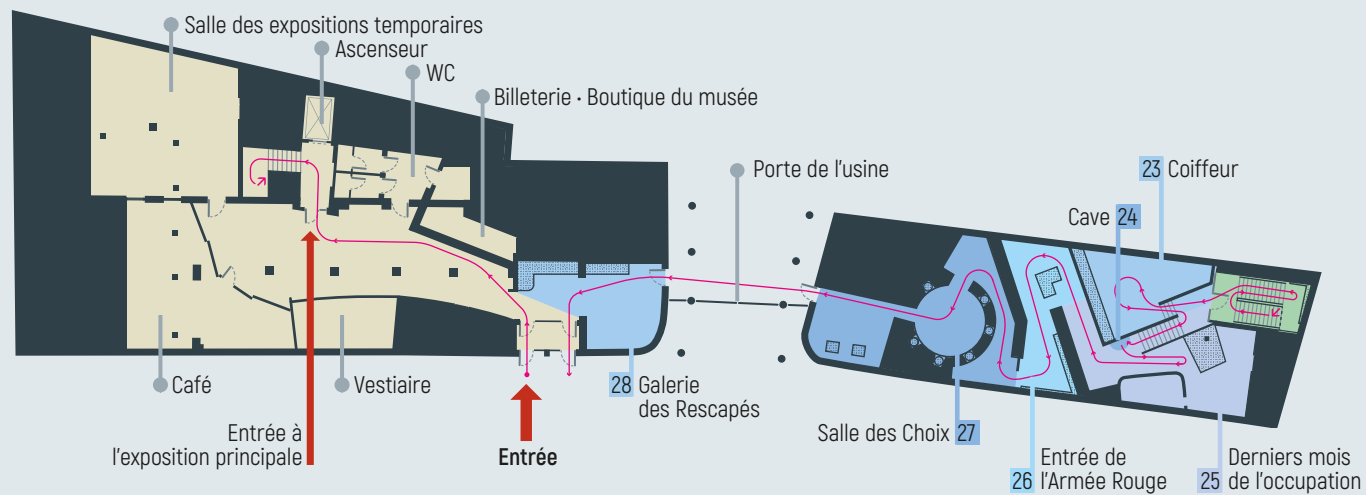 Salle des expositions temporaires
Ascenseur
WC
Billeterie · Boutique du musée
Porte de l'usine
23 Coiffeur
Cave 24
Café
Vestiaire
28 Galerie
des Rescapés
Salle des Choix 27
Entrée à
l'exposition principale
Entrée
Entrée de
26 l'Armée Rouge
Derniers mois
25 de l'occupation